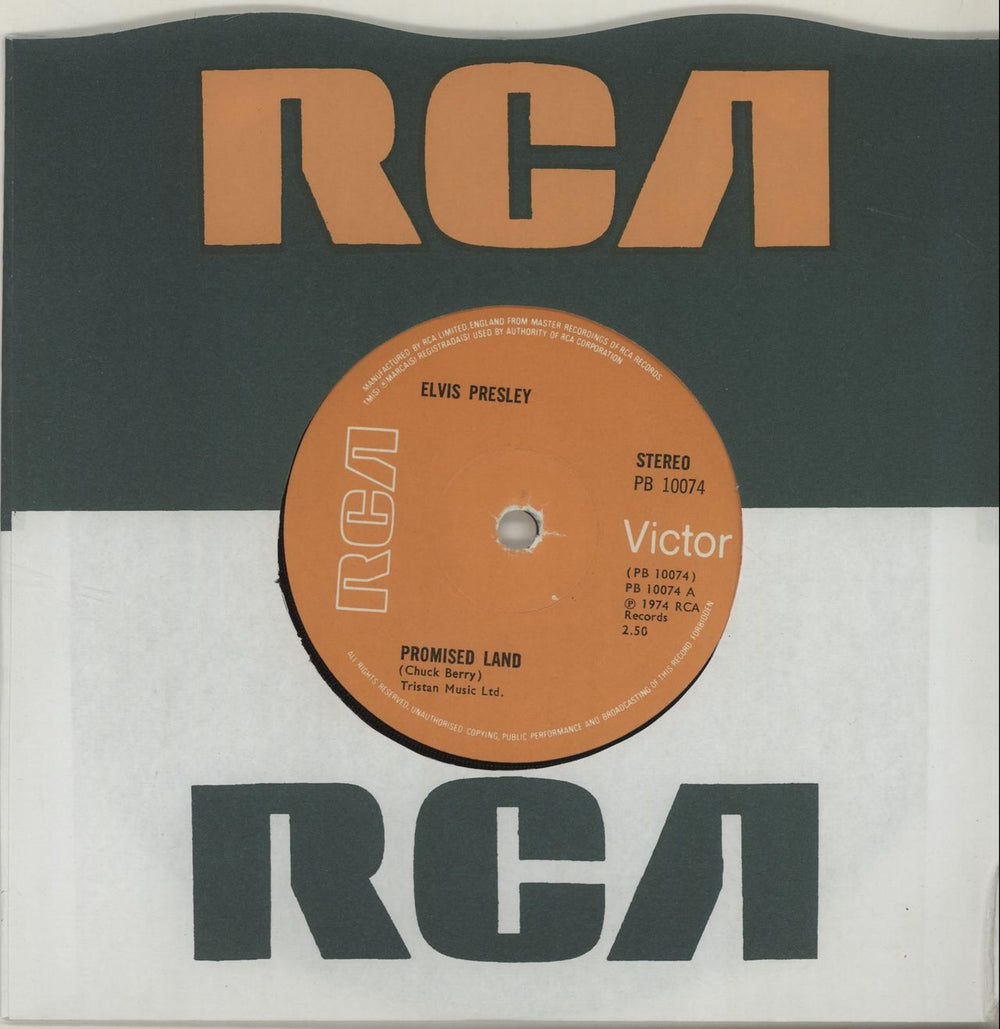 RCA
MANUFACTURED BY RCA LIMITED, ENGLAND FROM MASTER RECORDINGS OF RCA RECORDS
TM(S) ® MARCA(S) REGISTRADA(S) USED BY AUTHORITY OF RCA CORPORATION
ELVIS PRESLEY
RCA
STEREO
PB 10074
Victor
(PB 10074)
PB 10074 A
℗ 1974 RCA
Records
2.50
PROMISED LAND
(Chuck Berry)
Tristan Music Ltd.
ALL RIGHTS RESERVED, UNAUTHORISED COPYING, PUBLIC PERFORMANCE AND BROADCASTING OF THIS RECORD FORBIDDEN
RCA